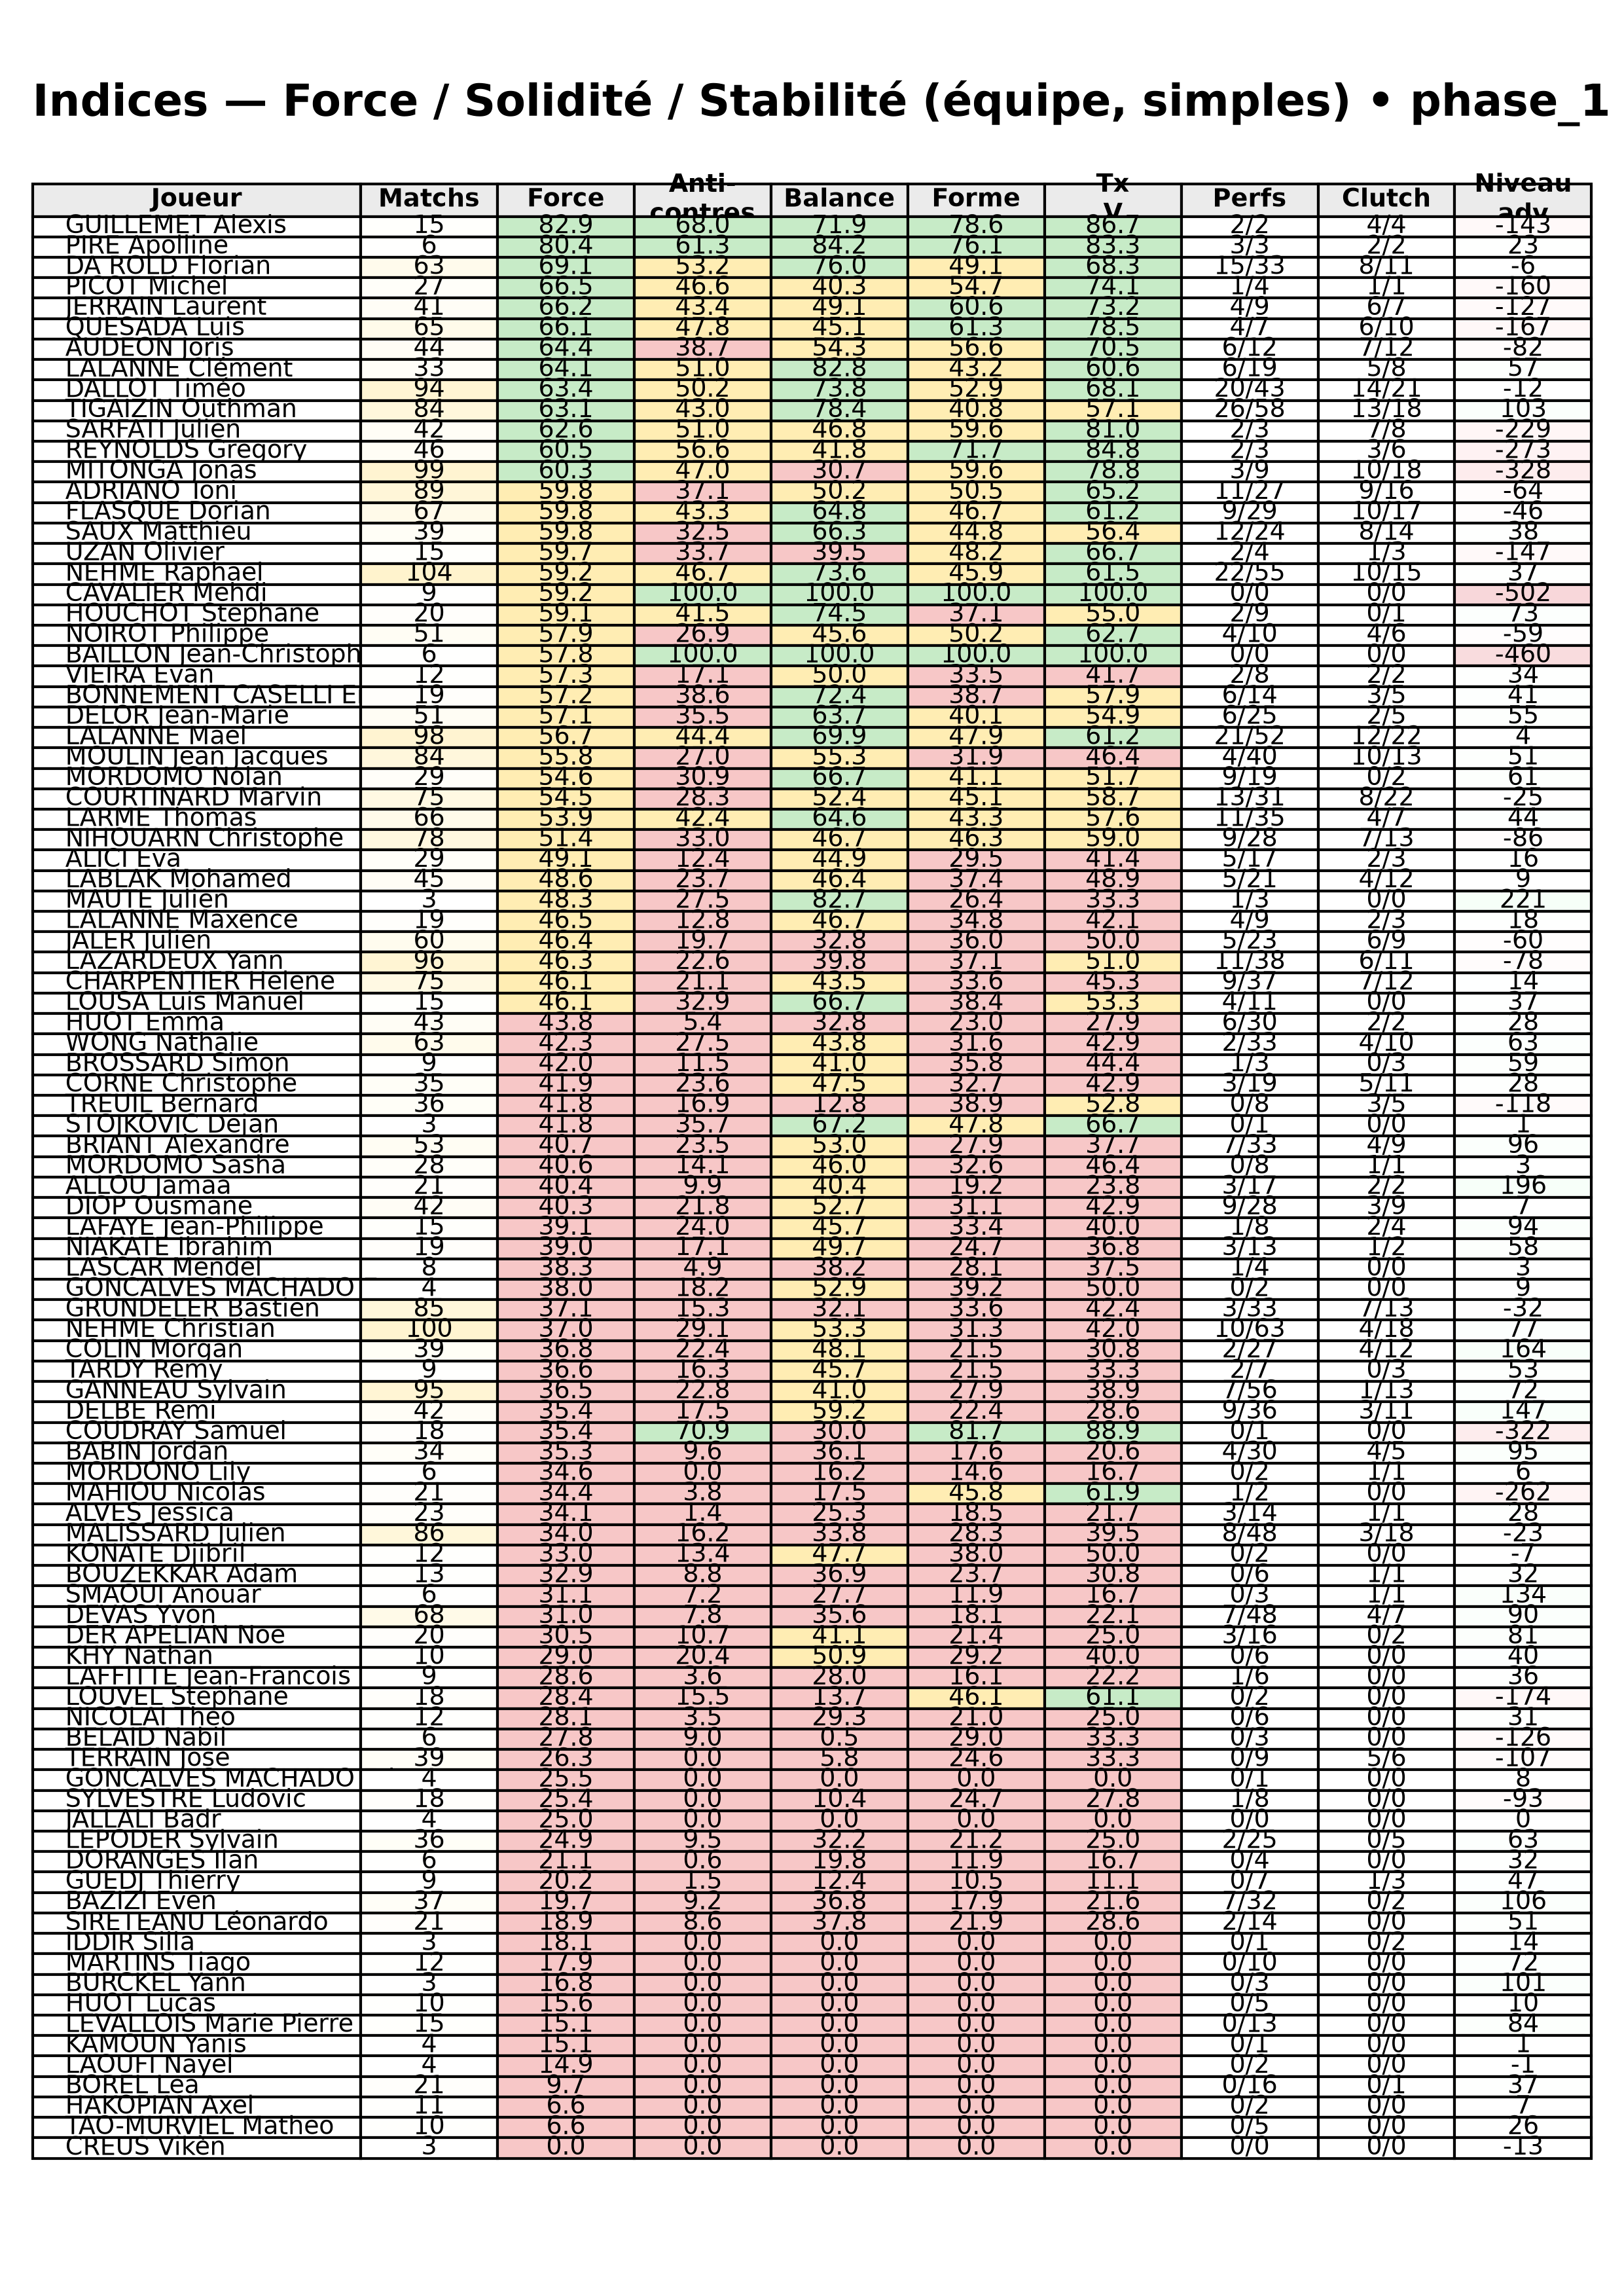 Indices — Force / Solidité / Stabilité (équipe, simples) • phase_1
Joueur Matchs Force Anti-contres Balance Forme Tx V Perfs Clutch Niveau adv
GUILLEMET Alexis 15 82.9 68.0 71.9 78.6 86.7 2/2 4/4 -143
PIRE Apolline 6 80.4 61.3 84.2 76.1 83.3 3/3 2/2 23
DA ROLD Florian 63 69.1 53.2 76.0 49.1 68.3 15/33 8/11 -6
PICOT Michel 27 66.5 46.6 40.3 54.7 74.1 1/4 1/1 -160
JERRAIN Laurent 41 66.2 43.4 49.1 60.6 73.2 4/9 6/7 -127
QUESADA Luis 65 66.1 47.8 45.1 61.3 78.5 4/7 6/10 -167
AUDEON Joris 44 64.4 38.7 54.3 56.6 70.5 6/12 7/12 -82
LALANNE Clément 33 64.1 51.0 82.8 43.2 60.6 6/19 5/8 57
DALLOT Timéo 94 63.4 50.2 73.8 52.9 68.1 20/43 14/21 -12
TIGAIZIN Outhman 84 63.1 43.0 78.4 40.8 57.1 26/58 13/18 103
SARFATI Julien 42 62.6 51.0 46.8 59.6 81.0 2/3 7/8 -229
REYNOLDS Gregory 46 60.5 56.6 41.8 71.7 84.8 2/3 3/6 -273
MITONGA Jonas 99 60.3 47.0 30.7 59.6 78.8 3/9 10/18 -328
ADRIANO Toni 89 59.8 37.1 50.2 50.5 65.2 11/27 9/16 -64
FLASQUE Dorian 67 59.8 43.3 64.8 46.7 61.2 9/29 10/17 -46
SAUX Matthieu 39 59.8 32.5 66.3 44.8 56.4 12/24 8/14 38
UZAN Olivier 15 59.7 33.7 39.5 48.2 66.7 2/4 1/3 -147
NEHME Raphael 104 59.2 46.7 73.6 45.9 61.5 22/55 10/15 37
CAVALIER Mehdi 9 59.2 100.0 100.0 100.0 100.0 0/0 0/0 -502
HOUCHOT Stephane 20 59.1 41.5 74.5 37.1 55.0 2/9 0/1 73
NOIROT Philippe 51 57.9 26.9 45.6 50.2 62.7 4/10 4/6 -59
BAILLON Jean-Christoph 6 57.8 100.0 100.0 100.0 100.0 0/0 0/0 -460
VIEIRA Evan 12 57.3 17.1 50.0 33.5 41.7 2/8 2/2 34
BONNEMENT CASELLI E 19 57.2 38.6 72.4 38.7 57.9 6/14 3/5 41
DELOR Jean-Marie 51 57.1 35.5 63.7 40.1 54.9 6/25 2/5 55
LALANNE Mael 98 56.7 44.4 69.9 47.9 61.2 21/52 12/22 4
MOULIN Jean Jacques 84 55.8 27.0 55.3 31.9 46.4 4/40 10/13 51
MORDOMO Nolan 29 54.6 30.9 66.7 41.1 51.7 9/19 0/2 61
COURTINARD Marvin 75 54.5 28.3 52.4 45.1 58.7 13/31 8/22 -25
LARME Thomas 66 53.9 42.4 64.6 43.3 57.6 11/35 4/7 44
NIHOUARN Christophe 78 51.4 33.0 46.7 46.3 59.0 9/28 7/13 -86
ALICI Eva 29 49.1 12.4 44.9 29.5 41.4 5/17 2/3 16
LABLAK Mohamed 45 48.6 23.7 46.4 37.4 48.9 5/21 4/12 9
MAUTE Julien 3 48.3 27.5 82.7 26.4 33.3 1/3 0/0 221
LALANNE Maxence 19 46.5 12.8 46.7 34.8 42.1 4/9 2/3 18
JALER Julien 60 46.4 19.7 32.8 36.0 50.0 5/23 6/9 -60
LAZARDEUX Yann 96 46.3 22.6 39.8 37.1 51.0 11/38 6/11 -78
CHARPENTIER Helene 75 46.1 21.1 43.5 33.6 45.3 9/37 7/12 14
LOUSA Luis Manuel 15 46.1 32.9 66.7 38.4 53.3 4/11 0/0 37
HUOT Emma 43 43.8 5.4 32.8 23.0 27.9 6/30 2/2 28
WONG Nathalie 63 42.3 27.5 43.8 31.6 42.9 2/33 4/10 63
BROSSARD Simon 9 42.0 11.5 41.0 35.8 44.4 1/3 0/3 59
CORNE Christophe 35 41.9 23.6 47.5 32.7 42.9 3/19 5/11 28
TREUIL Bernard 36 41.8 16.9 12.8 38.9 52.8 0/8 3/5 -118
STOJKOVIC Dejan 3 41.8 35.7 67.2 47.8 66.7 0/1 0/0 1
BRIANT Alexandre 53 40.7 23.5 53.0 27.9 37.7 7/33 4/9 96
MORDOMO Sasha 28 40.6 14.1 46.0 32.6 46.4 0/8 1/1 3
ALLOU Jamaa 21 40.4 9.9 40.4 19.2 23.8 3/17 2/2 196
DIOP Ousmane 42 40.3 21.8 52.7 31.1 42.9 9/28 3/9 7
LAFAYE Jean-Philippe 15 39.1 24.0 45.7 33.4 40.0 1/8 2/4 94
NIAKATE Ibrahim 19 39.0 17.1 49.7 24.7 36.8 3/13 1/2 58
LASCAR Mendel 8 38.3 4.9 38.2 28.1 37.5 1/4 0/0 3
GONCALVES MACHADO 4 38.0 18.2 52.9 39.2 50.0 0/2 0/0 9
GRUNDELER Bastien 85 37.1 15.3 32.1 33.6 42.4 3/33 7/13 -32
NEHME Christian 100 37.0 29.1 53.3 31.3 42.0 10/63 4/18 77
COLIN Morgan 39 36.8 22.4 48.1 21.5 30.8 2/27 4/12 164
TARDY Remy 9 36.6 16.3 45.7 21.5 33.3 2/7 0/3 53
GANNEAU Sylvain 95 36.5 22.8 41.0 27.9 38.9 7/56 1/13 72
DELBE Remi 42 35.4 17.5 59.2 22.4 28.6 9/36 3/11 147
COUDRAY Samuel 18 35.4 70.9 30.0 81.7 88.9 0/1 0/0 -322
BABIN Jordan 34 35.3 9.6 36.1 17.6 20.6 4/30 4/5 95
MORDONO Lily 6 34.6 0.0 16.2 14.6 16.7 0/2 1/1 6
MAHIOU Nicolas 21 34.4 3.8 17.5 45.8 61.9 1/2 0/0 -262
ALVES Jessica 23 34.1 1.4 25.3 18.5 21.7 3/14 1/1 28
MALISSARD Julien 86 34.0 16.2 33.8 28.3 39.5 8/48 3/18 -23
KONATE Djibril 12 33.0 13.4 47.7 38.0 50.0 0/2 0/0 -7
BOUZEKKAR Adam 13 32.9 8.8 36.9 23.7 30.8 0/6 1/1 32
SMAOUI Anouar 6 31.1 7.2 27.7 11.9 16.7 0/3 1/1 134
DEVAS Yvon 68 31.0 7.8 35.6 18.1 22.1 7/48 4/7 90
DER APELIAN Noe 20 30.5 10.7 41.1 21.4 25.0 3/16 0/2 81
KHY Nathan 10 29.0 20.4 50.9 29.2 40.0 0/6 0/0 40
LAFFITTE Jean-Francois 9 28.6 3.6 28.0 16.1 22.2 1/6 0/0 36
LOUVEL Stephane 18 28.4 15.5 13.7 46.1 61.1 0/2 0/0 -174
NICOLAI Theo 12 28.1 3.5 29.3 21.0 25.0 0/6 0/0 31
BELAID Nabil 6 27.8 9.0 0.5 29.0 33.3 0/3 0/0 -126
TERRAIN Jose 39 26.3 0.0 5.8 24.6 33.3 0/9 5/6 -107
GONCALVES MACHADO 4 25.5 0.0 0.0 0.0 0.0 0/1 0/0 8
SYLVESTRE Ludovic 18 25.4 0.0 10.4 24.7 27.8 1/8 0/0 -93
JALLALI Badr 4 25.0 0.0 0.0 0.0 0.0 0/0 0/0 0
LEPODER Sylvain 36 24.9 9.5 32.2 21.2 25.0 2/25 0/5 63
DORANGES Ilan 6 21.1 0.6 19.8 11.9 16.7 0/4 0/0 32
GUEDJ Thierry 9 20.2 1.5 12.4 10.5 11.1 0/7 1/3 47
BAZIZI Even 37 19.7 9.2 36.8 17.9 21.6 7/32 0/2 106
SIRETEANU Léonardo 21 18.9 8.6 37.8 21.9 28.6 2/14 0/0 51
IDDIR Silla 3 18.1 0.0 0.0 0.0 0.0 0/1 0/2 14
MARTINS Tiago 12 17.9 0.0 0.0 0.0 0.0 0/10 0/0 72
BURCKEL Yann 3 16.8 0.0 0.0 0.0 0.0 0/3 0/0 101
HUOT Lucas 10 15.6 0.0 0.0 0.0 0.0 0/5 0/0 10
LEVALLOIS Marie Pierre 15 15.1 0.0 0.0 0.0 0.0 0/13 0/0 84
KAMOUN Yanis 4 15.1 0.0 0.0 0.0 0.0 0/1 0/0 1
LAOUFI Nayel 4 14.9 0.0 0.0 0.0 0.0 0/2 0/0 -1
BOREL Lea 21 9.7 0.0 0.0 0.0 0.0 0/16 0/1 37
HAKOPIAN Axel 11 6.6 0.0 0.0 0.0 0.0 0/2 0/0 7
TAO-MURVIEL Matheo 10 6.6 0.0 0.0 0.0 0.0 0/5 0/0 26
CREUS Vikèn 3 0.0 0.0 0.0 0.0 0.0 0/0 0/0 -13